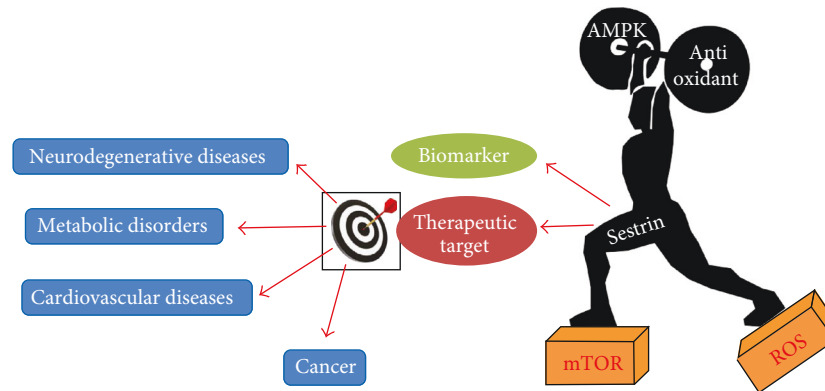 AMPK
Anti
oxidant
Neurodegenerative diseases
Biomarker
Metabolic disorders
Therapeutic
target
Sestrin
Cardiovascular diseases
Cancer
mTOR
ROS